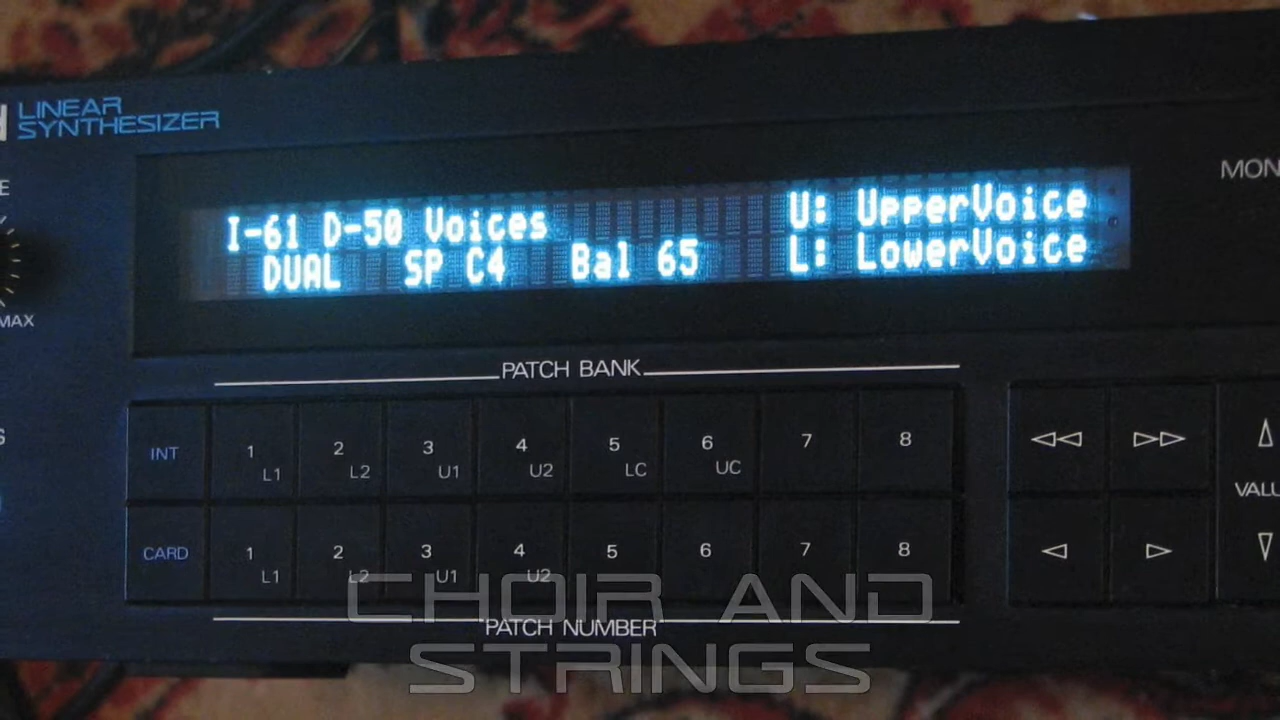 LINEAR
SYNTHESIZER
MAX
I-61 D-50 Voices U: UpperVoice
DUAL SP C4 Bal 65 L: LowerVoice
PATCH BANK
INT 1 L1 2 L2 3 U1 4 U2 5 LC 6 UC 7 8
CARD 1 L1 2 L2 3 U1 4 U2 5 6 7 8
PATCH NUMBER
CHOIR AND
STRINGS